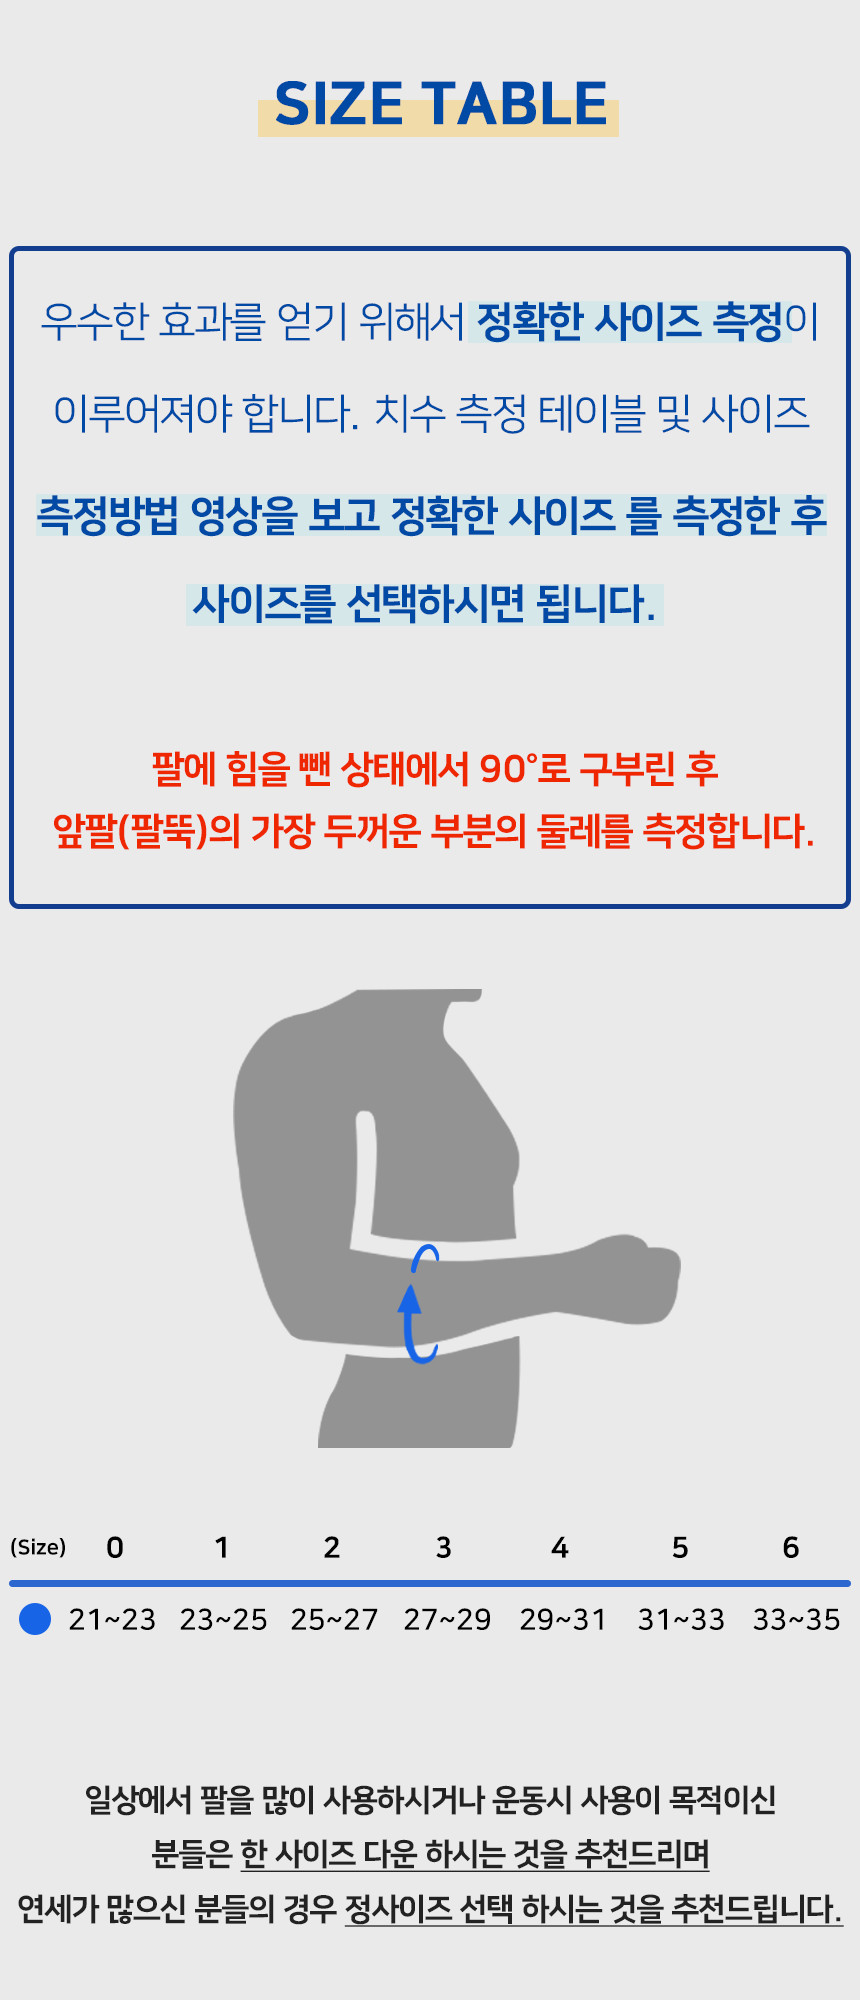 SIZE TABLE
우수한 효과를 얻기 위해서 정확한 사이즈 측정이
이루어져야 합니다. 치수 측정 테이블 및 사이즈
측정방법 영상을 보고 정확한 사이즈 를 측정한 후
사이즈를 선택하시면 됩니다.
팔에 힘을 뺀 상태에서 90°로 구부린 후
앞팔(팔뚝)의 가장 두꺼운 부분의 둘레를 측정합니다.
(Size) 0 1 2 3 4 5 6
21~23 23~25 25~27 27~29 29~31 31~33 33~35
일상에서 팔을 많이 사용하시거나 운동시 사용이 목적이신
분들은 한 사이즈 다운 하시는 것을 추천드리며
연세가 많으신 분들의 경우 정사이즈 선택 하시는 것을 추천드립니다.